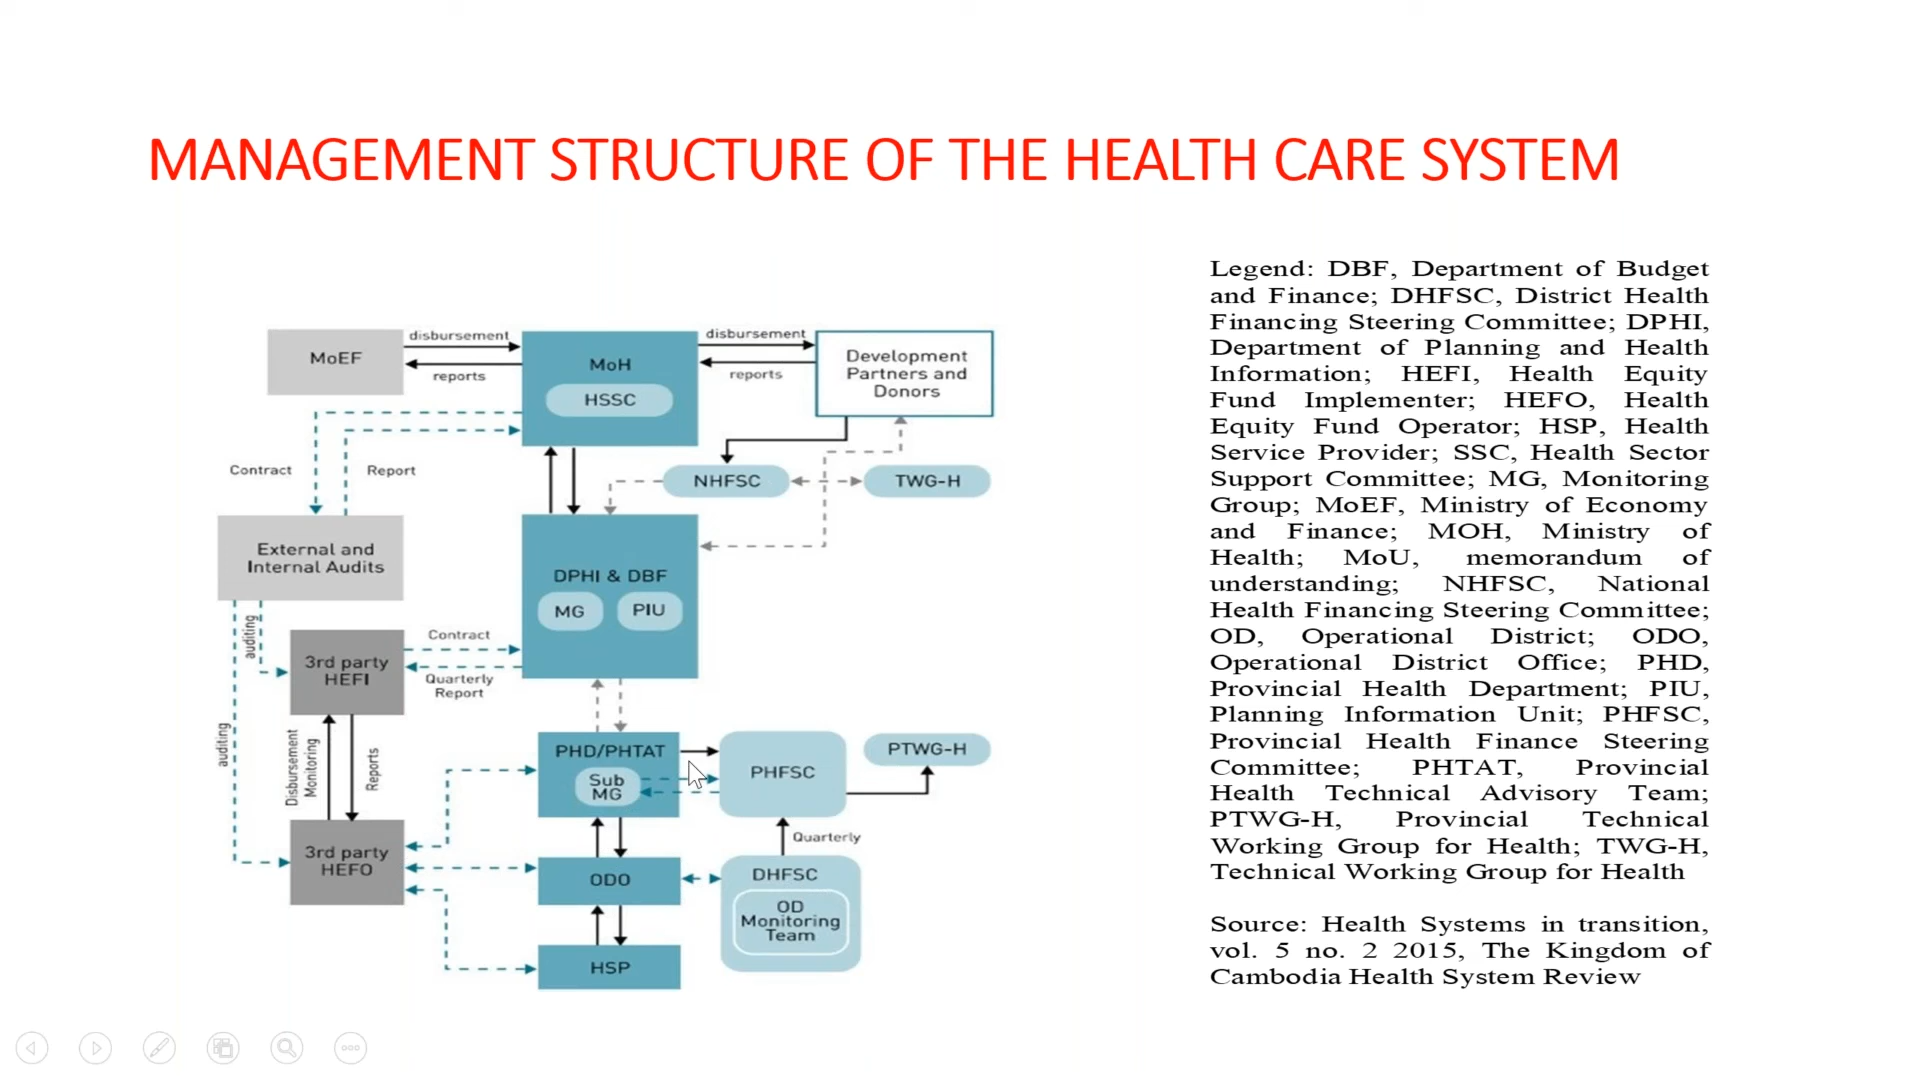 MANAGEMENT STRUCTURE OF THE HEALTH CARE SYSTEM
MoEF
disbursement
reports
MoH
HSSC
disbursement
reports
Development
Partners and
Donors
Contract
Report
NHFSC
TWG-H
External and
Internal Audits
DPHI & DBF
MG
PIU
auditing
auditing
3rd party
HEFI
Contract
Quarterly
Report
Disbursement
Monitoring
Reports
PHD/PHTAT
Sub
MG
PHFSC
PTWG-H
Quarterly
3rd party
HEFO
ODO
DHFSC
OD
Monitoring
Team
HSP
Legend: DBF, Department of Budget
and Finance; DHFSC, District Health
Financing Steering Committee; DPHI,
Department of Planning and Health
Information; HEFI, Health Equity
Fund Implementer; HEFO, Health
Equity Fund Operator; HSP, Health
Service Provider; SSC, Health Sector
Support Committee; MG, Monitoring
Group; MoEF, Ministry of Economy
and Finance; MOH, Ministry of
Health; MoU, memorandum of
understanding; NHFSC, National
Health Financing Steering Committee;
OD, Operational District; ODO,
Operational District Office; PHD,
Provincial Health Department; PIU,
Planning Information Unit; PHFSC,
Provincial Health Finance Steering
Committee; PHTAT, Provincial
Health Technical Advisory Team;
PTWG-H, Provincial Technical
Working Group for Health; TWG-H,
Technical Working Group for Health
Source: Health Systems in transition,
vol. 5 no. 2 2015, The Kingdom of
Cambodia Health System Review